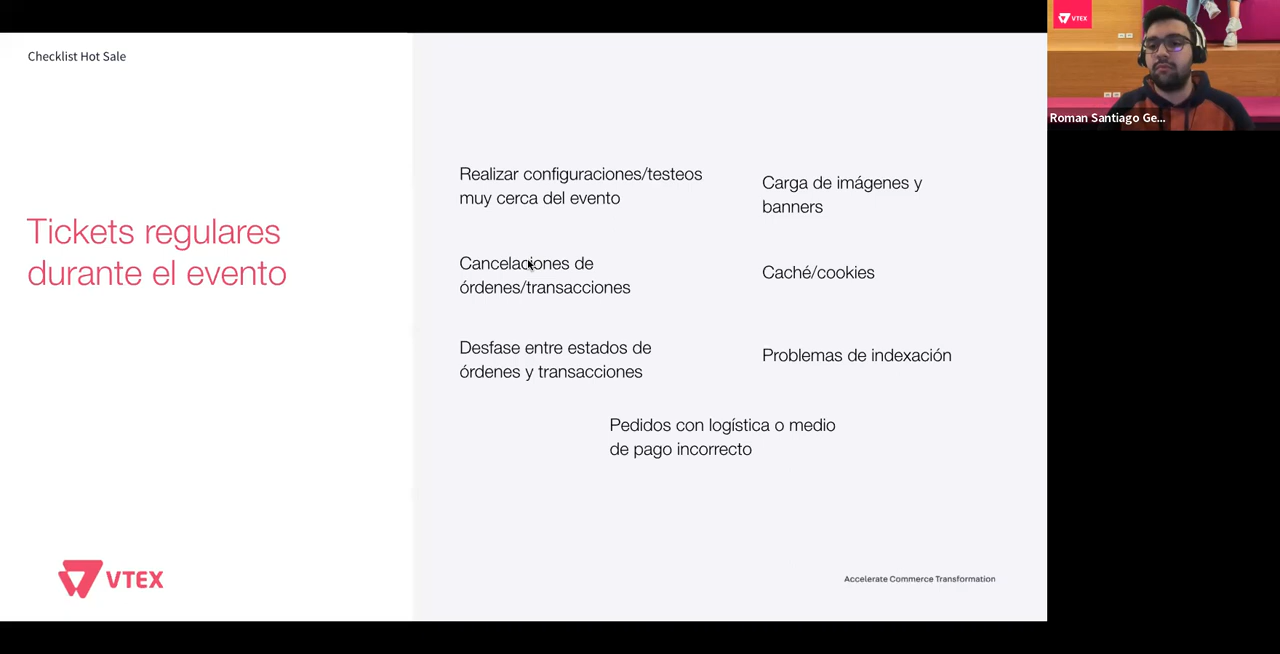 Checklist Hot Sale
Tickets regulares
durante el evento
Realizar configuraciones/testeos
muy cerca del evento
Carga de imágenes y
banners
Cancelaciones de
órdenes/transacciones
Caché/cookies
Desfase entre estados de
órdenes y transacciones
Problemas de indexación
Pedidos con logística o medio
de pago incorrecto
VTEX
Accelerate Commerce Transformation
VTEX
Roman Santiago Ge...